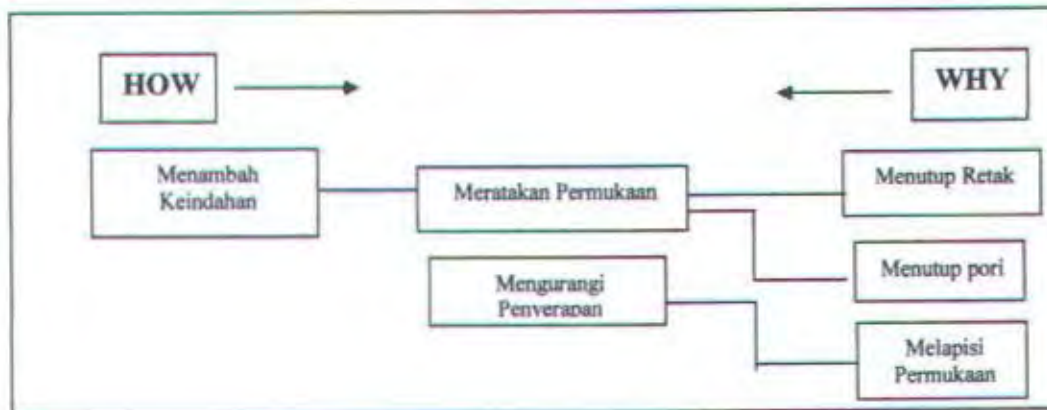 HOW
WHY
Menambah
Keindahan
Meratakan Permukaan
Menutup Retak
Mengurangi
Penyerapan
Menutup pori
Melapisi
Permukaan